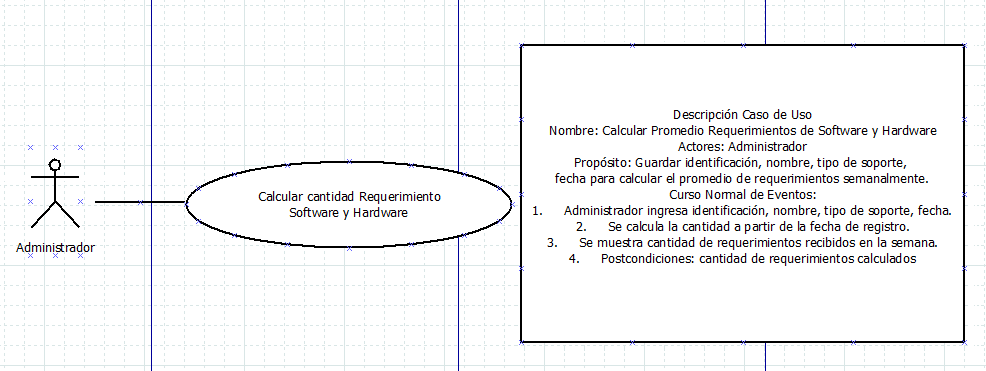 Administrador
Calcular cantidad Requerimiento
Software y Hardware
Descripción Caso de Uso
Nombre: Calcular Promedio Requerimientos de Software y Hardware
Actores: Administrador
Propósito: Guardar identificación, nombre, tipo de soporte,
fecha para calcular el promedio de requerimientos semanalmente.
Curso Normal de Eventos:
1. Administrador ingresa identificación, nombre, tipo de soporte, fecha.
2. Se calcula la cantidad a partir de la fecha de registro.
3. Se muestra cantidad de requerimientos recibidos en la semana.
4. Postcondiciones: cantidad de requerimientos calculados